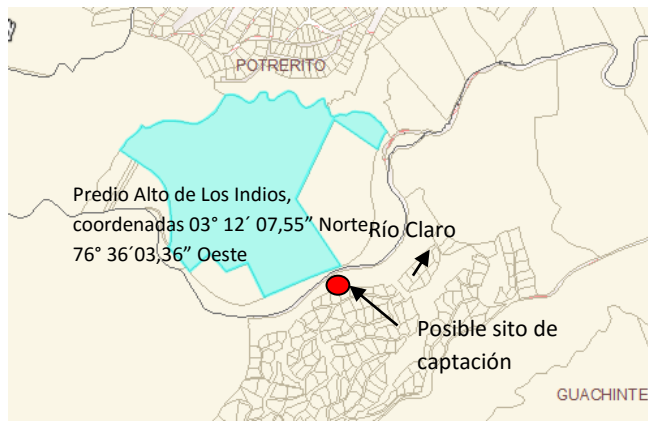 POTRERITO
Predio Alto de Los Indios,
coordenadas 03° 12´ 07,55” Norte
76° 36´03,36” Oeste
Río Claro
Posible sito de
captación
GUACHINTE